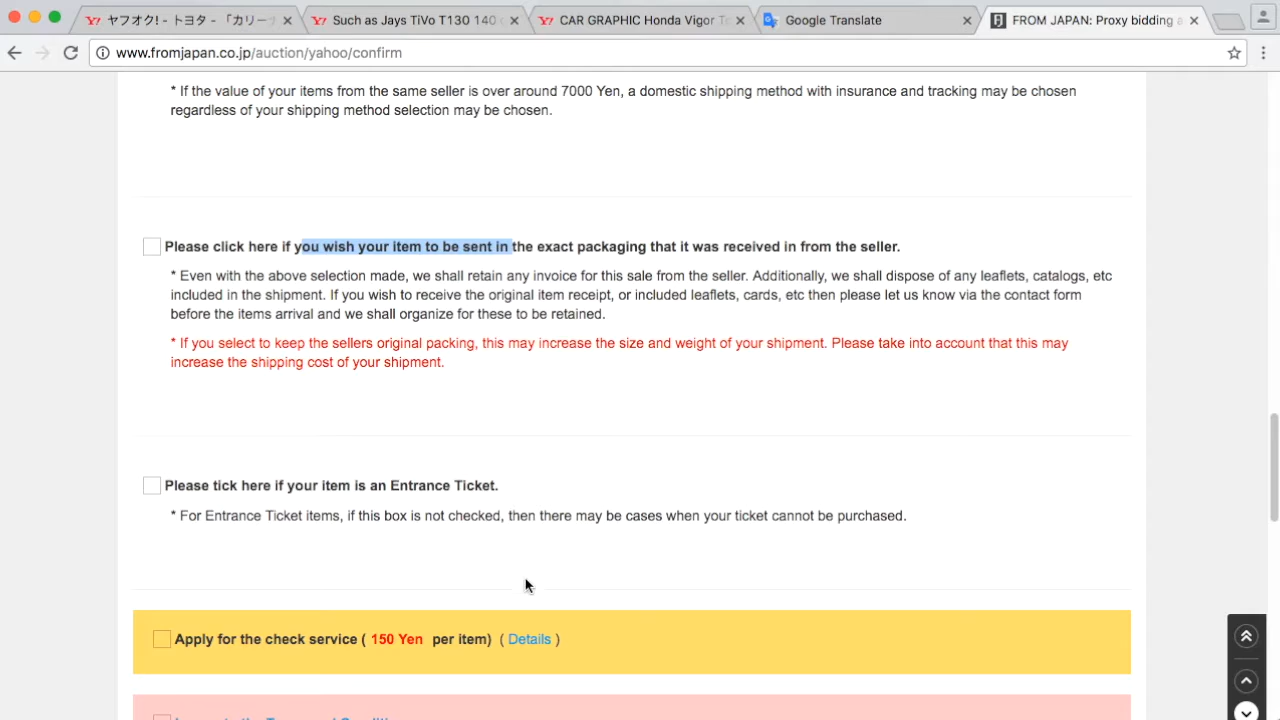 ヤフオク! - トヨタ - 「カリー
Such as Jays TiVo T130 140
CAR GRAPHIC Honda Vigor T
Google Translate
FROM JAPAN: Proxy bidding a
www.fromjapan.co.jp/auction/yahoo/confirm
* If the value of your items from the same seller is over around 7000 Yen, a domestic shipping method with insurance and tracking may be chosen
regardless of your shipping method selection may be chosen.
Please click here if you wish your item to be sent in the exact packaging that it was received in from the seller.
* Even with the above selection made, we shall retain any invoice for this sale from the seller. Additionally, we shall dispose of any leaflets, catalogs, etc
included in the shipment. If you wish to receive the original item receipt, or included leaflets, cards, etc then please let us know via the contact form
before the items arrival and we shall organize for these to be retained.
* If you select to keep the sellers original packing, this may increase the size and weight of your shipment. Please take into account that this may
increase the shipping cost of your shipment.
Please tick here if your item is an Entrance Ticket.
* For Entrance Ticket items, if this box is not checked, then there may be cases when your ticket cannot be purchased.
Apply for the check service ( 150 Yen per item) ( Details )